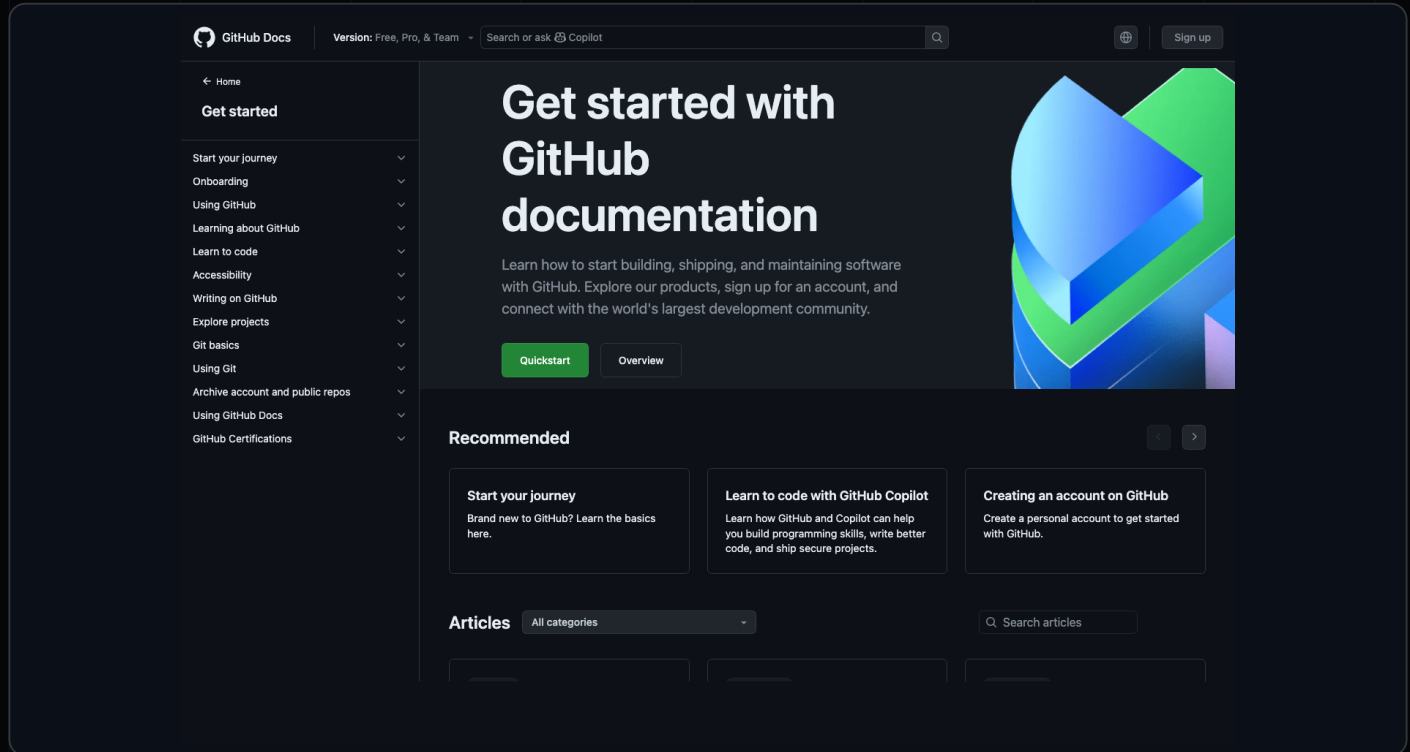 GitHub Docs
Version: Free, Pro, & Team
Search or ask Copilot
Sign up
Home
Get started
Start your journey
Onboarding
Using GitHub
Learning about GitHub
Learn to code
Accessibility
Writing on GitHub
Explore projects
Git basics
Using Git
Archive account and public repos
Using GitHub Docs
GitHub Certifications
Get started with
GitHub
documentation
Learn how to start building, shipping, and maintaining software
with GitHub. Explore our products, sign up for an account, and
connect with the world's largest development community.
Quickstart
Overview
Recommended
Start your journey
Brand new to GitHub? Learn the basics
here.
Learn to code with GitHub Copilot
Learn how GitHub and Copilot can help
you build programming skills, write better
code, and ship secure projects.
Creating an account on GitHub
Create a personal account to get started
with GitHub.
Articles
All categories
Search articles